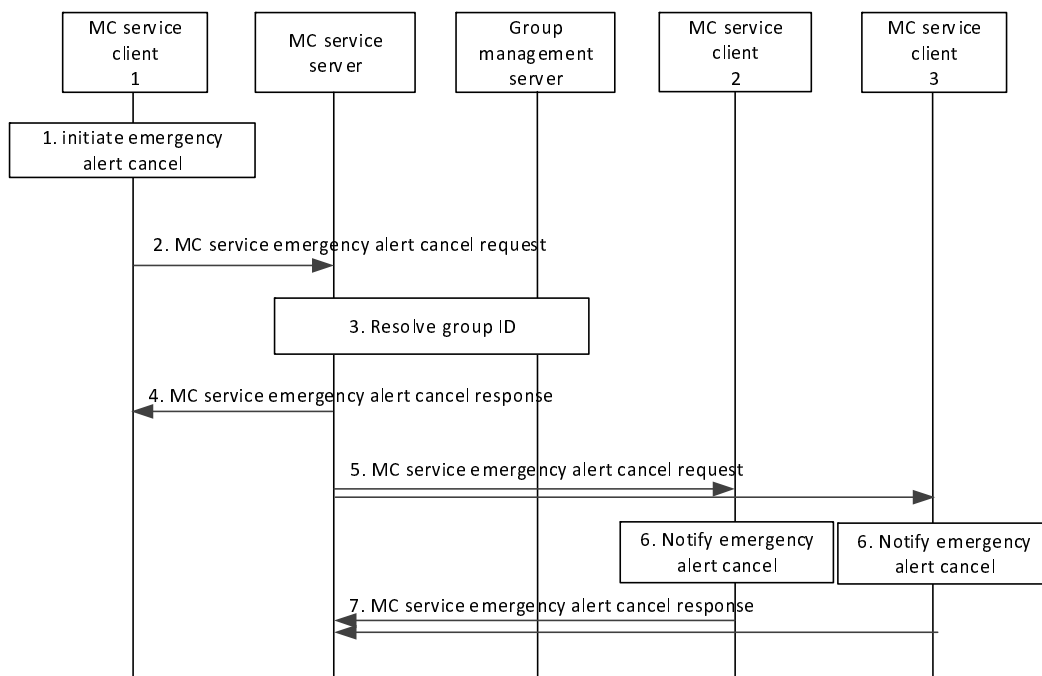 MC service
client
1
MC service
server
Group
management
server
MC service
client
2
MC service
client
3
1. initiate emergency
alert cancel
2. MC service emergency alert cancel request
3. Resolve group ID
4. MC service emergency alert cancel response
5. MC service emergency alert cancel request
6. Notify emergency
alert cancel
6. Notify emergency
alert cancel
7. MC service emergency alert cancel response